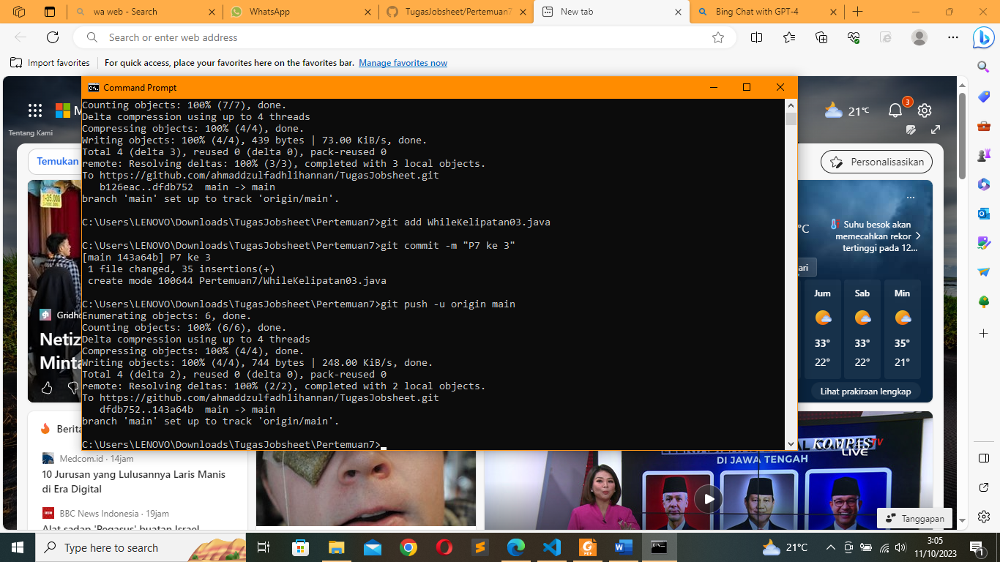 wa web - Search
WhatsApp
TugasJobsheet/Pertemuan7
New tab
Bing Chat with GPT-4
Search or enter web address
Import favorites
For quick access, place your favorites here on the favorites bar. Manage favorites now
Tentang Kami
21°C
3
Temukan
Personalisasikan
Command Prompt
Counting objects: 100% (7/7), done.
Delta compression using up to 4 threads
Compressing objects: 100% (4/4), done.
Writing objects: 100% (4/4), 439 bytes | 73.00 KiB/s, done.
Total 4 (delta 3), reused 0 (delta 0), pack-reused 0
remote: Resolving deltas: 100% (3/3), completed with 3 local objects.
To https://github.com/ahmaddzulfadhlihannan/TugasJobsheet.git
b126eac..dfdb752  main -> main
branch 'main' set up to track 'origin/main'.
C:\Users\LENOVO\Downloads\TugasJobsheet\Pertemuan7>git add WhileKelipatan03.java
C:\Users\LENOVO\Downloads\TugasJobsheet\Pertemuan7>git commit -m "P7 ke 3"
[main 143a64b] P7 ke 3
1 file changed, 35 insertions(+)
create mode 100644 Pertemuan7/WhileKelipatan03.java
C:\Users\LENOVO\Downloads\TugasJobsheet\Pertemuan7>git push -u origin main
Enumerating objects: 6, done.
Counting objects: 100% (6/6), done.
Delta compression using up to 4 threads
Compressing objects: 100% (4/4), done.
Writing objects: 100% (4/4), 744 bytes | 248.00 KiB/s, done.
Total 4 (delta 2), reused 0 (delta 0), pack-reused 0
remote: Resolving deltas: 100% (2/2), completed with 2 local objects.
To https://github.com/ahmaddzulfadhlihannan/TugasJobsheet.git
dfdb752..143a64b  main -> main
branch 'main' set up to track 'origin/main'.
C:\Users\LENOVO\Downloads\TugasJobsheet\Pertemuan7>
1-35.000
Gridho
Netiz
Minta
°C
Suhu besok akan
memecahkan rekor
tertinggi pada 12...
ari
Jum
Sab
Min
33°
33°
35°
22°
22°
21°
Lihat prakiraan lengkap
Berita
Medcom.id · 14jam
10 Jurusan yang Lulusannya Laris Manis
di Era Digital
BBC News Indonesia · 19jam
Alat sadap 'Pegasus' buatan Israel
DI JAWA TENGAH
KOMPAS TV
LIVE
Tanggapan
Type here to search
PDF
21°C
3:05
11/10/2023
1